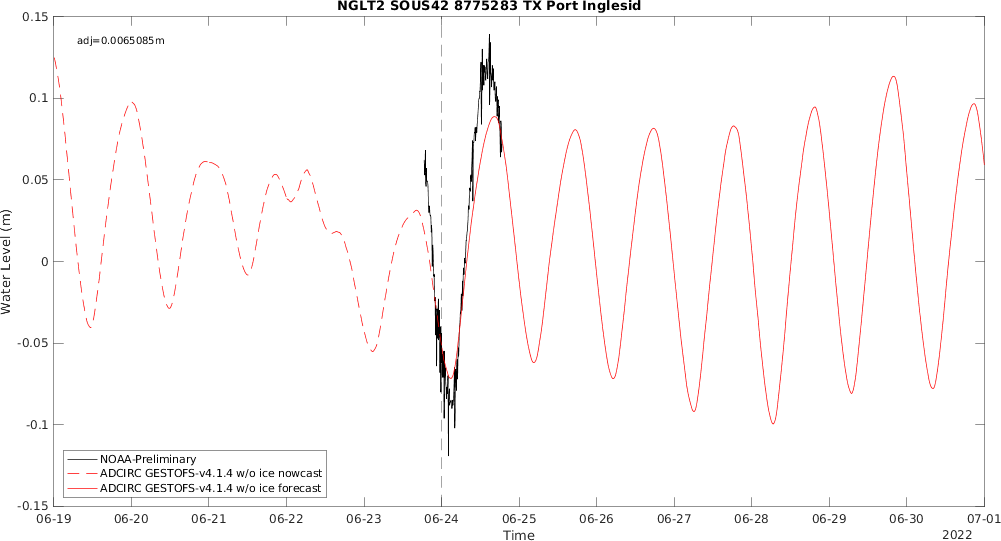 NGLT2 SOUS42 8775283 TX Port Inglesid
adj=0.0065085m
0.15
0.1
0.05
0
-0.05
-0.1
-0.15
Water Level (m)
NOAA-Preliminary
ADCIRC GESTOFS-v4.1.4 w/o ice nowcast
ADCIRC GESTOFS-v4.1.4 w/o ice forecast
06-19 06-20 06-21 06-22 06-23 06-24 06-25 06-26 06-27 06-28 06-29 06-30 07-01
Time
2022